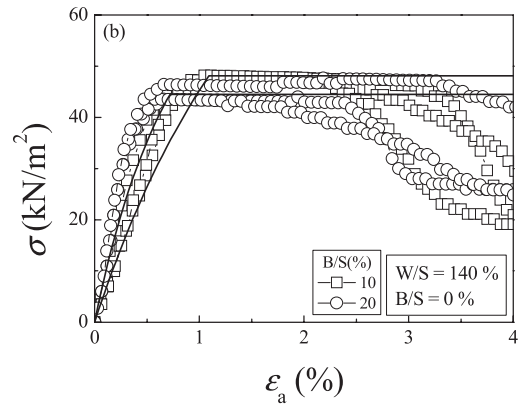 (b)
60
40
20
0
σ (kN/m²)
B/S(%)
10
20
W/S = 140 %
B/S = 0 %
0 1 2 3 4
εa (%)